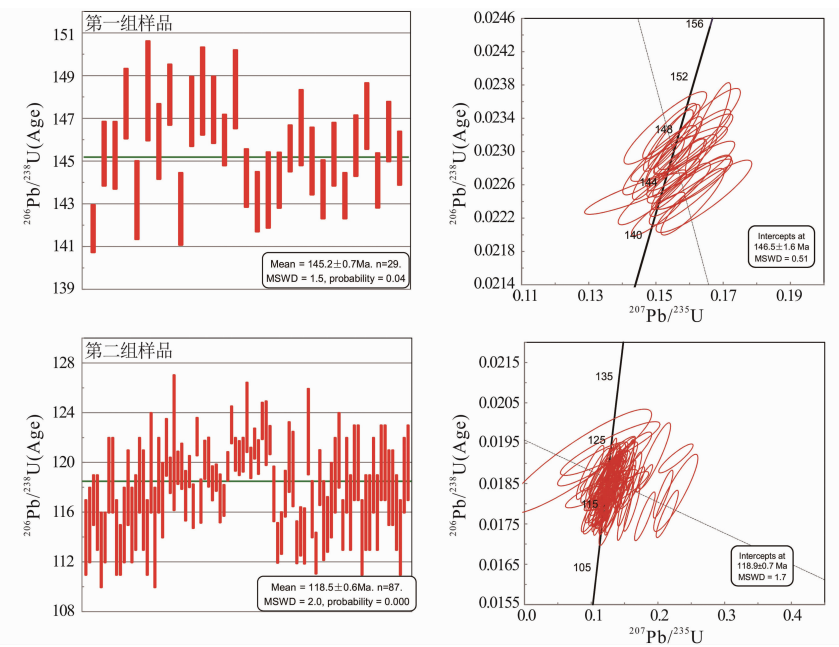 第一组样品
151
149
147
145
143
141
139
²⁰⁶Pb/²³⁸U(Age)
Mean = 145.2±0.7Ma. n=29.
MSWD = 1.5, probability = 0.04
0.0246
0.0242
0.0238
0.0234
0.0230
0.0226
0.0222
0.0218
0.0214
²⁰⁶Pb/²³⁸U
156
152
148
144
140
Intercepts at
146.5±1.6 Ma
MSWD = 0.51
0.11
0.13
0.15
0.17
0.19
²⁰⁷Pb/²³⁵U
第二组样品
128
124
120
116
112
108
²⁰⁶Pb/²³⁸U(Age)
Mean = 118.5±0.6Ma. n=87.
MSWD = 2.0, probability = 0.000
0.0215
0.0205
0.0195
0.0185
0.0175
0.0165
0.0155
²⁰⁶Pb/²³⁸U
135
125
115
105
Intercepts at
118.9±0.7 Ma
MSWD = 1.7
0.0
0.1
0.2
0.3
0.4
²⁰⁷Pb/²³⁵U